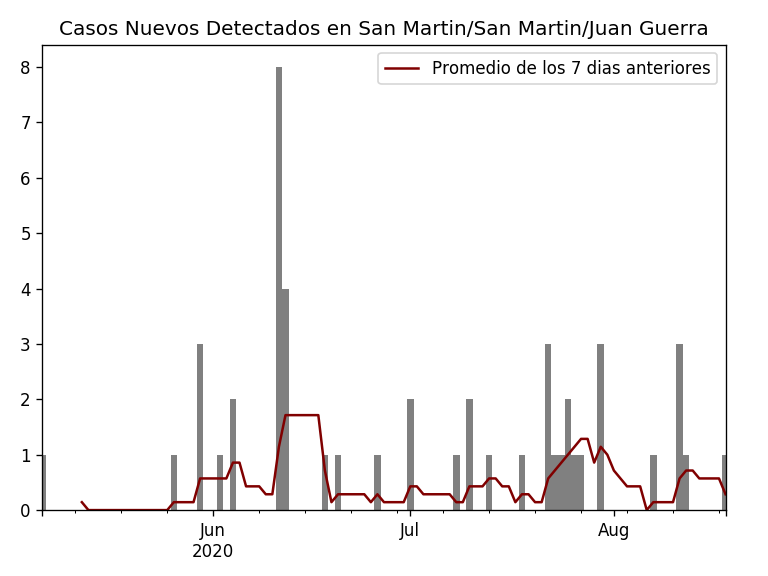 Casos Nuevos Detectados en San Martin/San Martin/Juan Guerra
Promedio de los 7 dias anteriores
8
7
6
5
4
3
2
1
0
Jun
2020
Jul
Aug